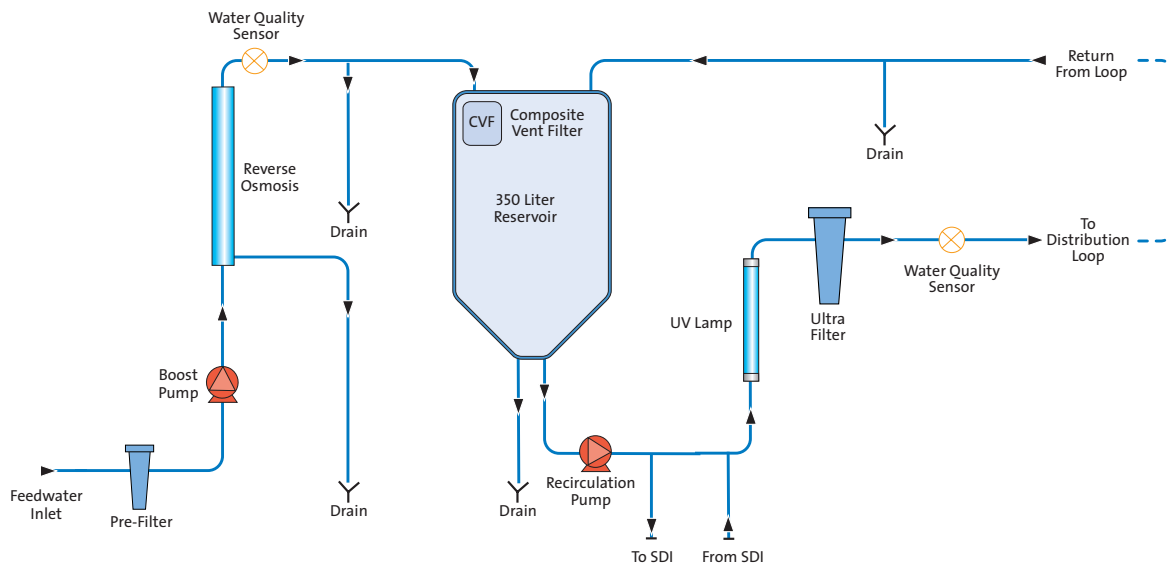 Water Quality
Sensor
Return
From Loop
CVF
Composite
Vent Filter
Drain
Reverse
Osmosis
350 Liter
Reservoir
Drain
To
Distribution
Loop
Water Quality
Sensor
UV Lamp
Ultra
Filter
Boost
Pump
Feedwater
Inlet
Pre-Filter
Drain
Drain
Recirculation
Pump
To SDI
From SDI